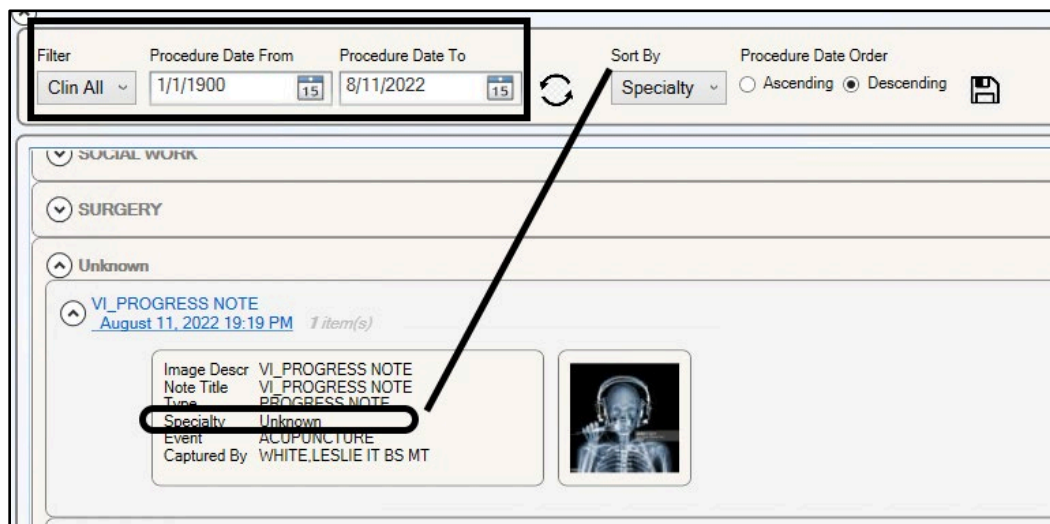 Filter Procedure Date From Procedure Date To Sort By Procedure Date Order
Clin All 1/1/1900 15 8/11/2022 15 Specialty Ascending Descending
SOCIAL WORK
SURGERY
Unknown
VI_PROGRESS NOTE
August 11, 2022 19:19 PM 1 item(s)
Image Descr VI_PROGRESS NOTE
Note Title VI_PROGRESS NOTE
Type PROGRESS NOTE
Specialty Unknown
Event ACUPUNCTURE
Captured By WHITE,LESLIE IT BS MT